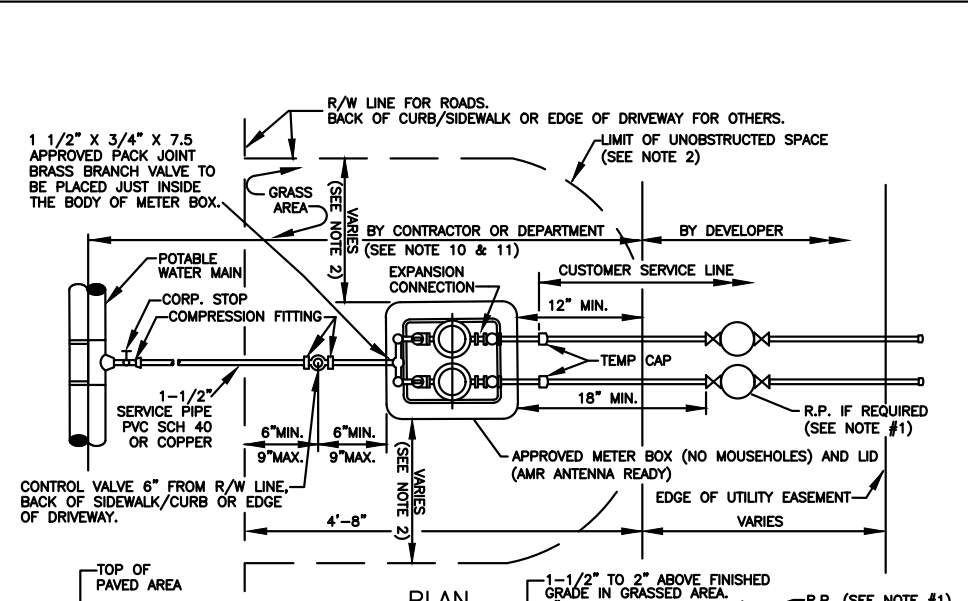 R/W LINE FOR ROADS.
BACK OF CURB/SIDEWALK OR EDGE OF DRIVEWAY FOR OTHERS.
1 1/2" X 3/4" X 7.5
APPROVED PACK JOINT
BRASS BRANCH VALVE TO
BE PLACED JUST INSIDE
THE BODY OF METER BOX.
LIMIT OF UNOBSTRUCTED SPACE
(SEE NOTE 2)
GRASS
AREA
VARIES
(SEE NOTE 2)
BY CONTRACTOR OR DEPARTMENT
(SEE NOTE 10 & 11)
BY DEVELOPER
POTABLE
WATER MAIN
EXPANSION
CONNECTION
CUSTOMER SERVICE LINE
CORP. STOP
COMPRESSION FITTING
12" MIN.
TEMP CAP
1-1/2"
SERVICE PIPE
PVC SCH 40
OR COPPER
18" MIN.
R.P. IF REQUIRED
(SEE NOTE #1)
6"MIN.
9"MAX.
6"MIN.
9"MAX.
VARIES
(SEE NOTE 2)
APPROVED METER BOX (NO MOUSEHOLES) AND LID
(AMR ANTENNA READY)
CONTROL VALVE 6" FROM R/W LINE,
BACK OF SIDEWALK/CURB OR EDGE
OF DRIVEWAY.
EDGE OF UTILITY EASEMENT
4'-8"
VARIES
TOP OF
PAVED AREA
PLAN
1-1/2" TO 2" ABOVE FINISHED
GRADE IN GRASSED AREA.
R.P. (SEE NOTE #1)